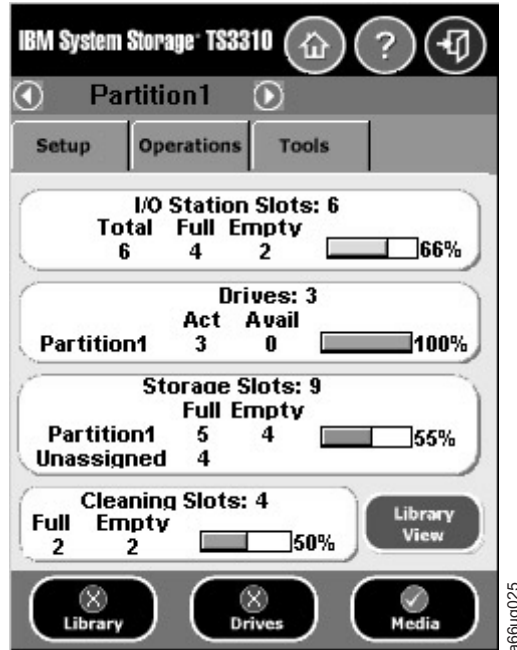 IBM System Storage· TS3310 ?
Partition1
Setup Operations Tools
I/O Station Slots: 6
Total Full Empty
6 4 2 66%
Drives: 3
Act Avail
Partition1 3 0 100%
Storage Slots: 9
Full Empty
Partition1 5 4 55%
Unassigned 4
Cleaning Slots: 4
Full Empty
2 2 50%
Library
View
Library Drives Media
a66ug025